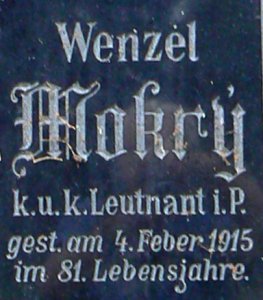 Wenzel
Mokrý
k.u.k. Leutnant i.P.
gest. am 4. Feber 1915
im 81. Lebensjahre.